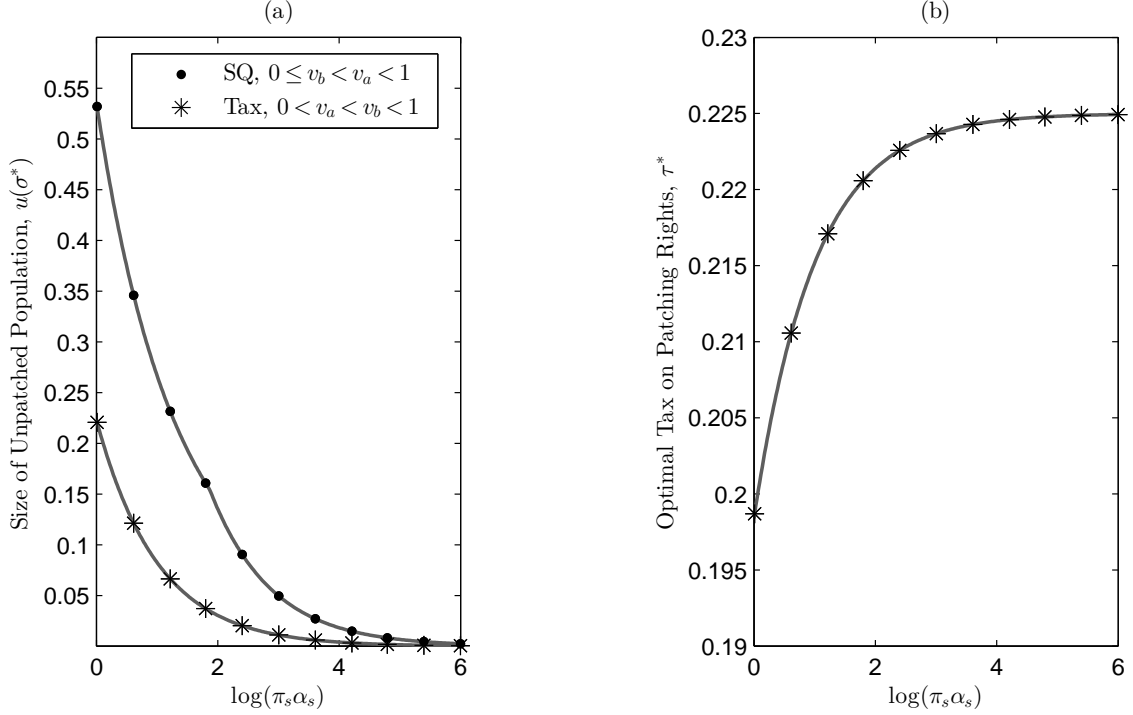 (a)
Size of Unpatched Population, u(σ*)
0.55
0.5
0.45
0.4
0.35
0.3
0.25
0.2
0.15
0.1
0.05
SQ, 0 ≤ v_b < v_a < 1
Tax, 0 < v_a < v_b < 1
0 2 4 6
log(π_s α_s)
(b)
Optimal Tax on Patching Rights, τ*
0.23
0.225
0.22
0.215
0.21
0.205
0.2
0.195
0.19
0 2 4 6
log(π_s α_s)